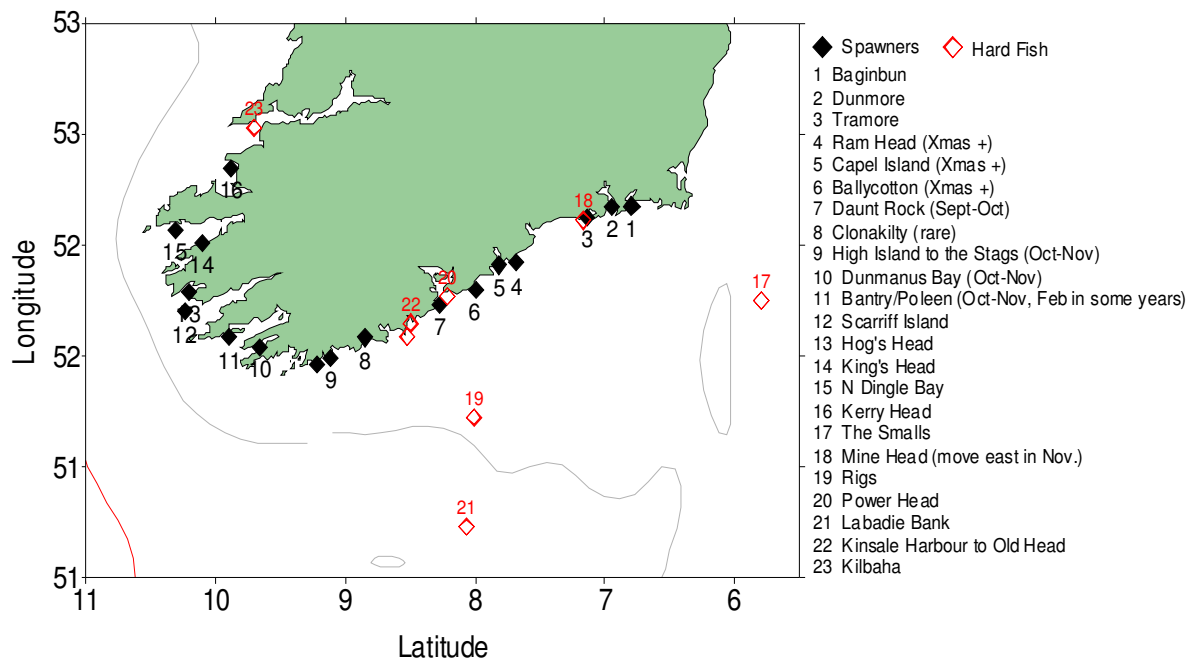 53
53
52
52
51
51
11
10
9
8
7
6
Longitude
Latitude
23
16
15
14
13
12
11
10
9
8
22
20
7
6
5
4
18
3
2
1
17
19
21
Spawners
Hard Fish
1 Baginbun
2 Dunmore
3 Tramore
4 Ram Head (Xmas +)
5 Capel Island (Xmas +)
6 Ballycotton (Xmas +)
7 Daunt Rock (Sept-Oct)
8 Clonakilty (rare)
9 High Island to the Stags (Oct-Nov)
10 Dunmanus Bay (Oct-Nov)
11 Bantry/Poleen (Oct-Nov, Feb in some years)
12 Scarriff Island
13 Hog's Head
14 King's Head
15 N Dingle Bay
16 Kerry Head
17 The Smalls
18 Mine Head (move east in Nov.)
19 Rigs
20 Power Head
21 Labadie Bank
22 Kinsale Harbour to Old Head
23 Kilbaha